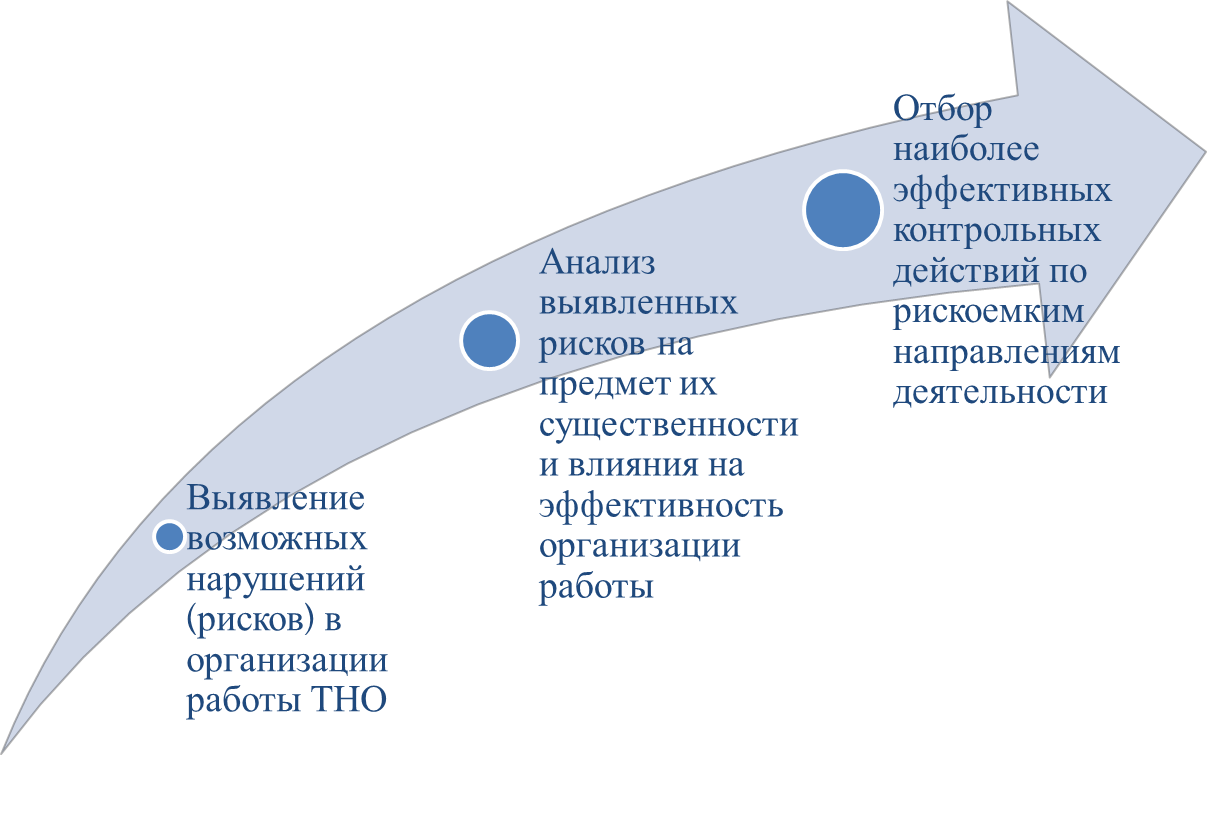 Выявление
возможных
нарушений
(рисков) в
организации
работы ТНО
Анализ
выявленных
рисков на
предмет их
существенности
и влияния на
эффективность
организации
работы
Отбор
наиболее
эффективных
контрольных
действий по
рискоемким
направлениям
деятельности